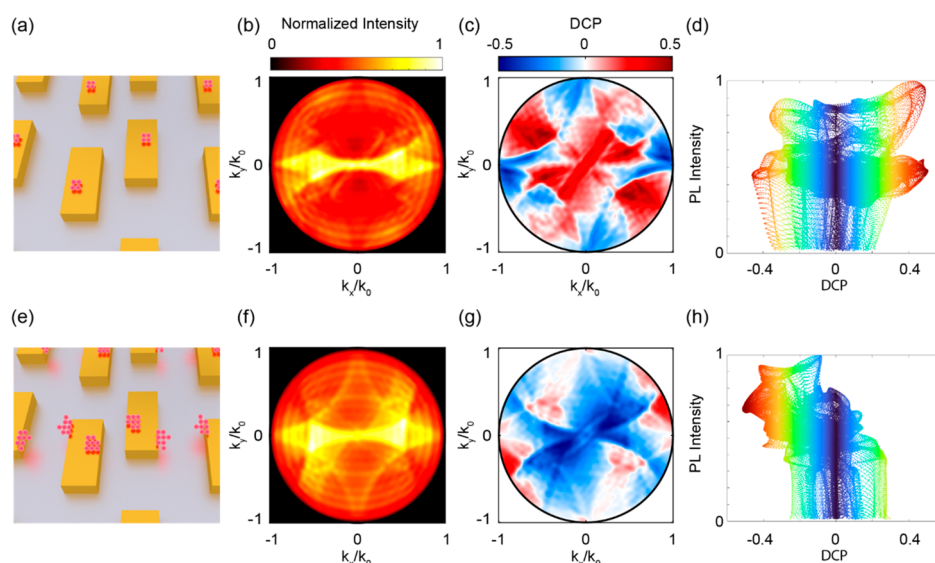 (a) (b) Normalized Intensity (c) DCP (d)
0 1 -0.5 0 0.5
1 1 1
k_y/k_0 0 k_y/k_0 0 PL Intensity
-1 -1 0
-1 0 1 -1 0 1 -0.4 0 0.4
k_x/k_0 k_x/k_0 DCP
(e) (f) (g) (h)
1 1 1
k_y/k_0 0 k_y/k_0 0 PL Intensity
-1 -1 0
-1 0 1 -1 0 1 -0.4 0 0.4
k_x/k_0 k_x/k_0 DCP